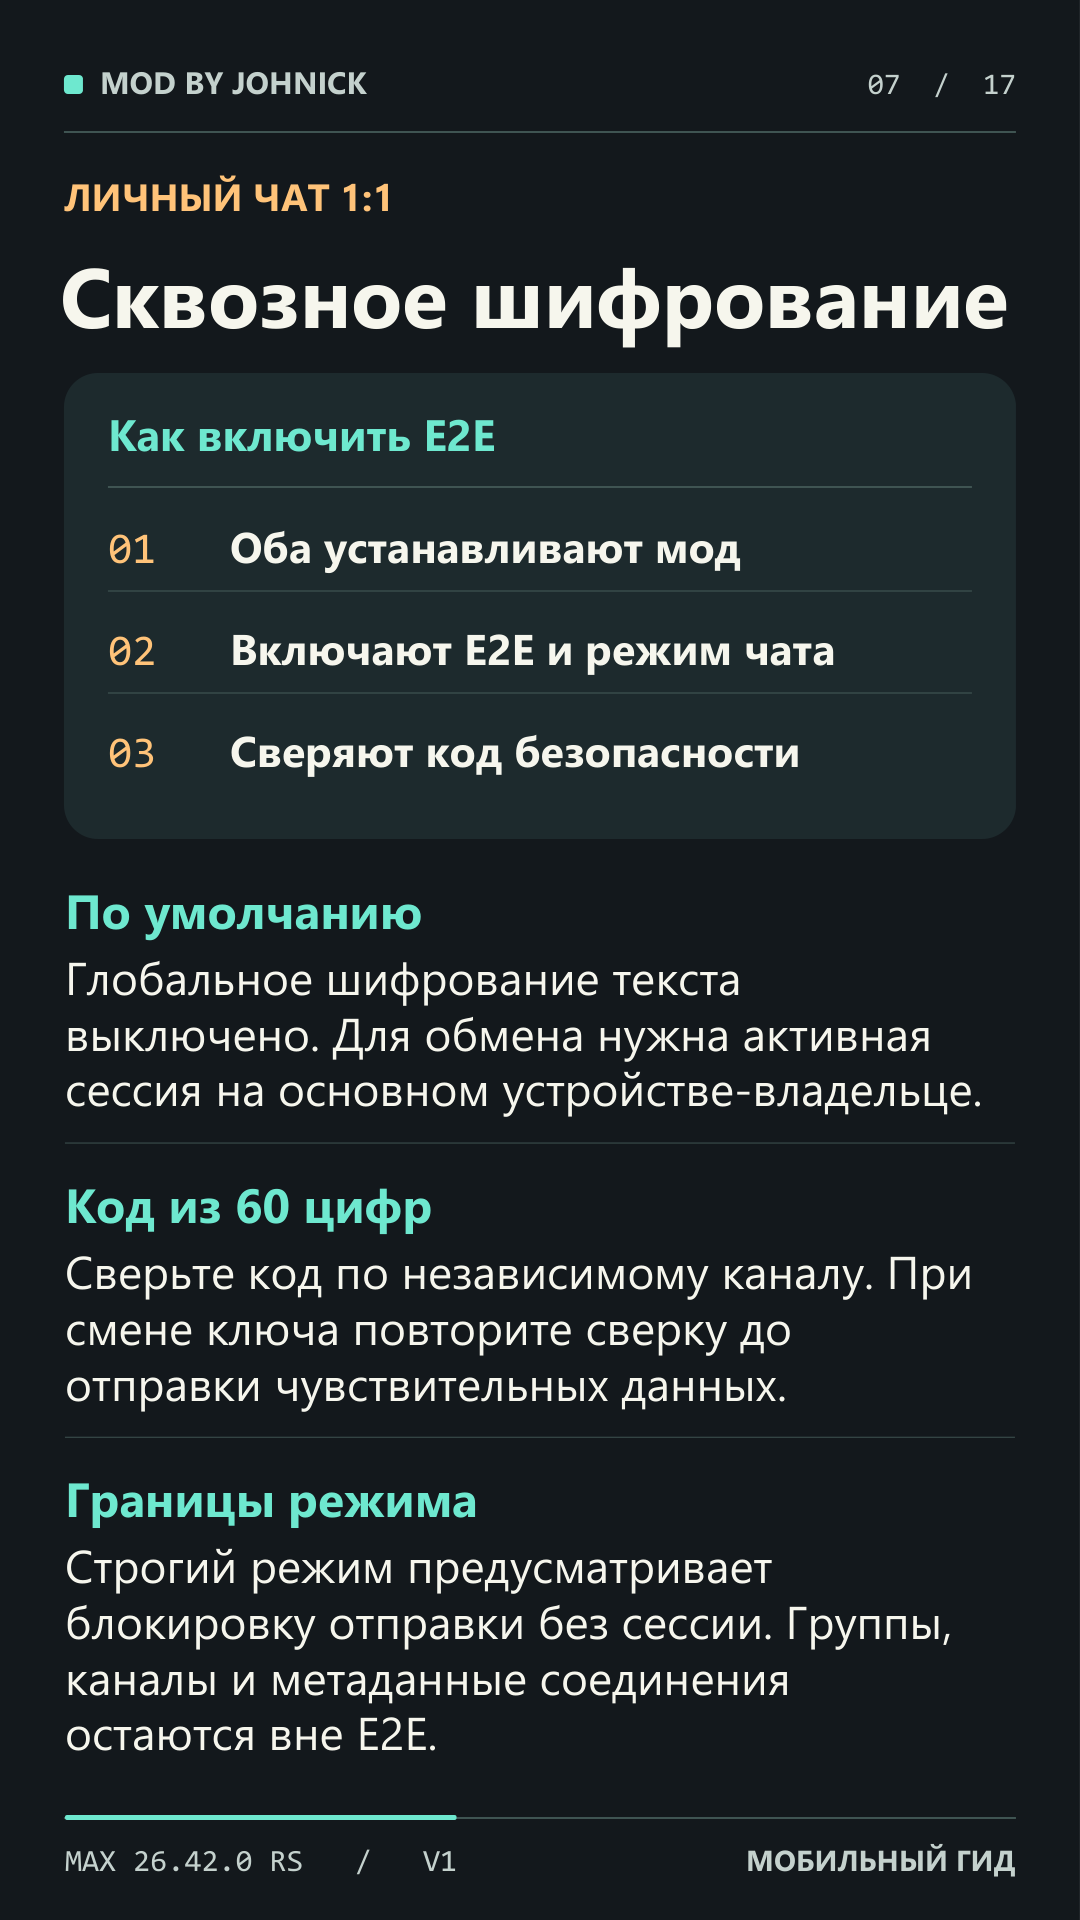 MOD BY JOHNICK
07 / 17
ЛИЧНЫЙ ЧАТ 1:1
Сквозное шифрование
Как включить E2E
01 Оба устанавливают мод
02 Включают E2E и режим чата
03 Сверяют код безопасности
По умолчанию
Глобальное шифрование текста
выключено. Для обмена нужна активная
сессия на основном устройстве-владельце.
Код из 60 цифр
Сверьте код по независимому каналу. При
смене ключа повторите сверку до
отправки чувствительных данных.
Границы режима
Строгий режим предусматривает
блокировку отправки без сессии. Группы,
каналы и метаданные соединения
остаются вне E2E.
MAX 26.42.0 RS / V1
МОБИЛЬНЫЙ ГИД